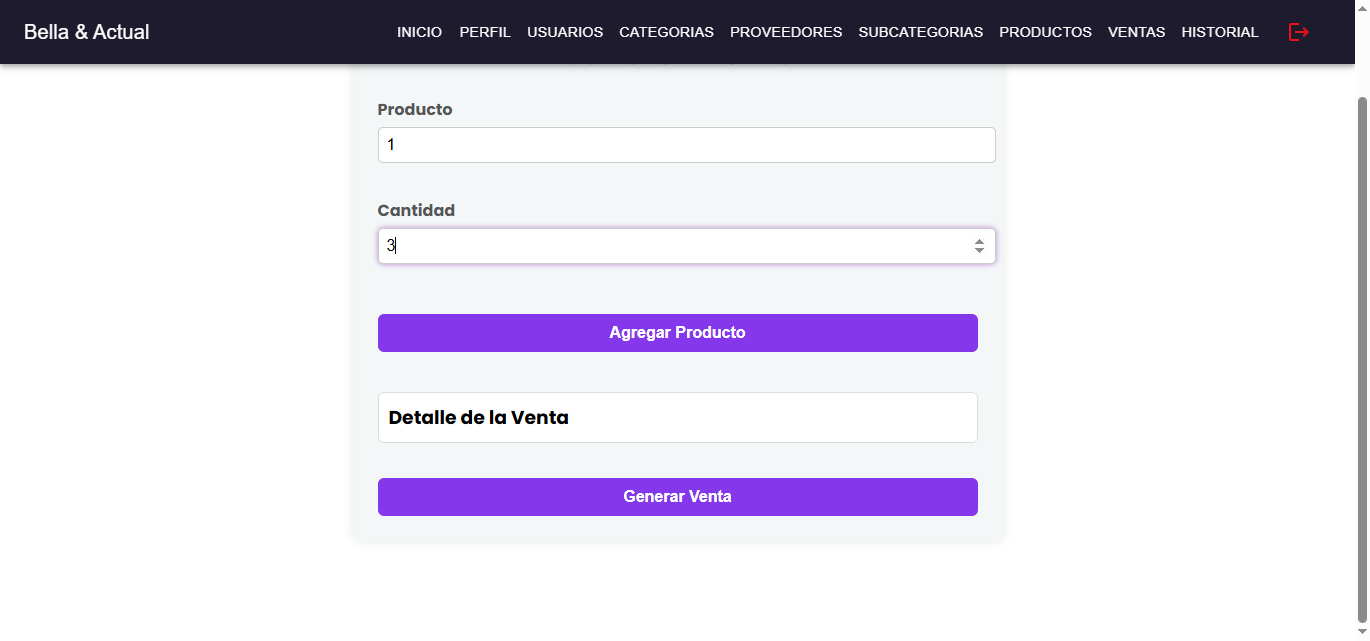 Bella & Actual
INICIO PERFIL USUARIOS CATEGORIAS PROVEEDORES SUBCATEGORIAS PRODUCTOS VENTAS HISTORIAL
Producto
1
Cantidad
3
Agregar Producto
Detalle de la Venta
Generar Venta